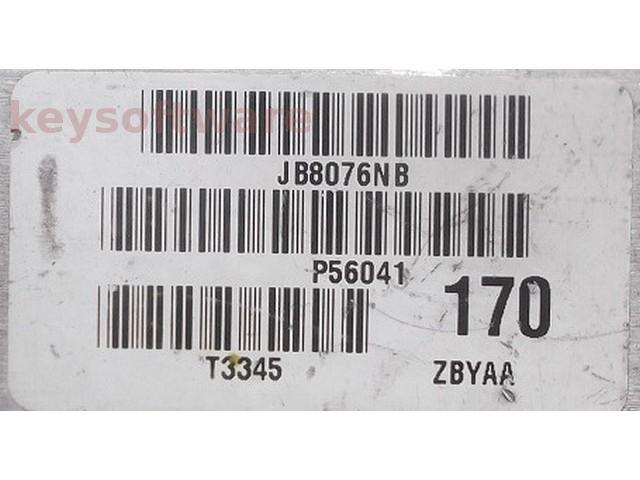 keysoftware
JB8076NB
P56041
170
T3345
ZBYAA